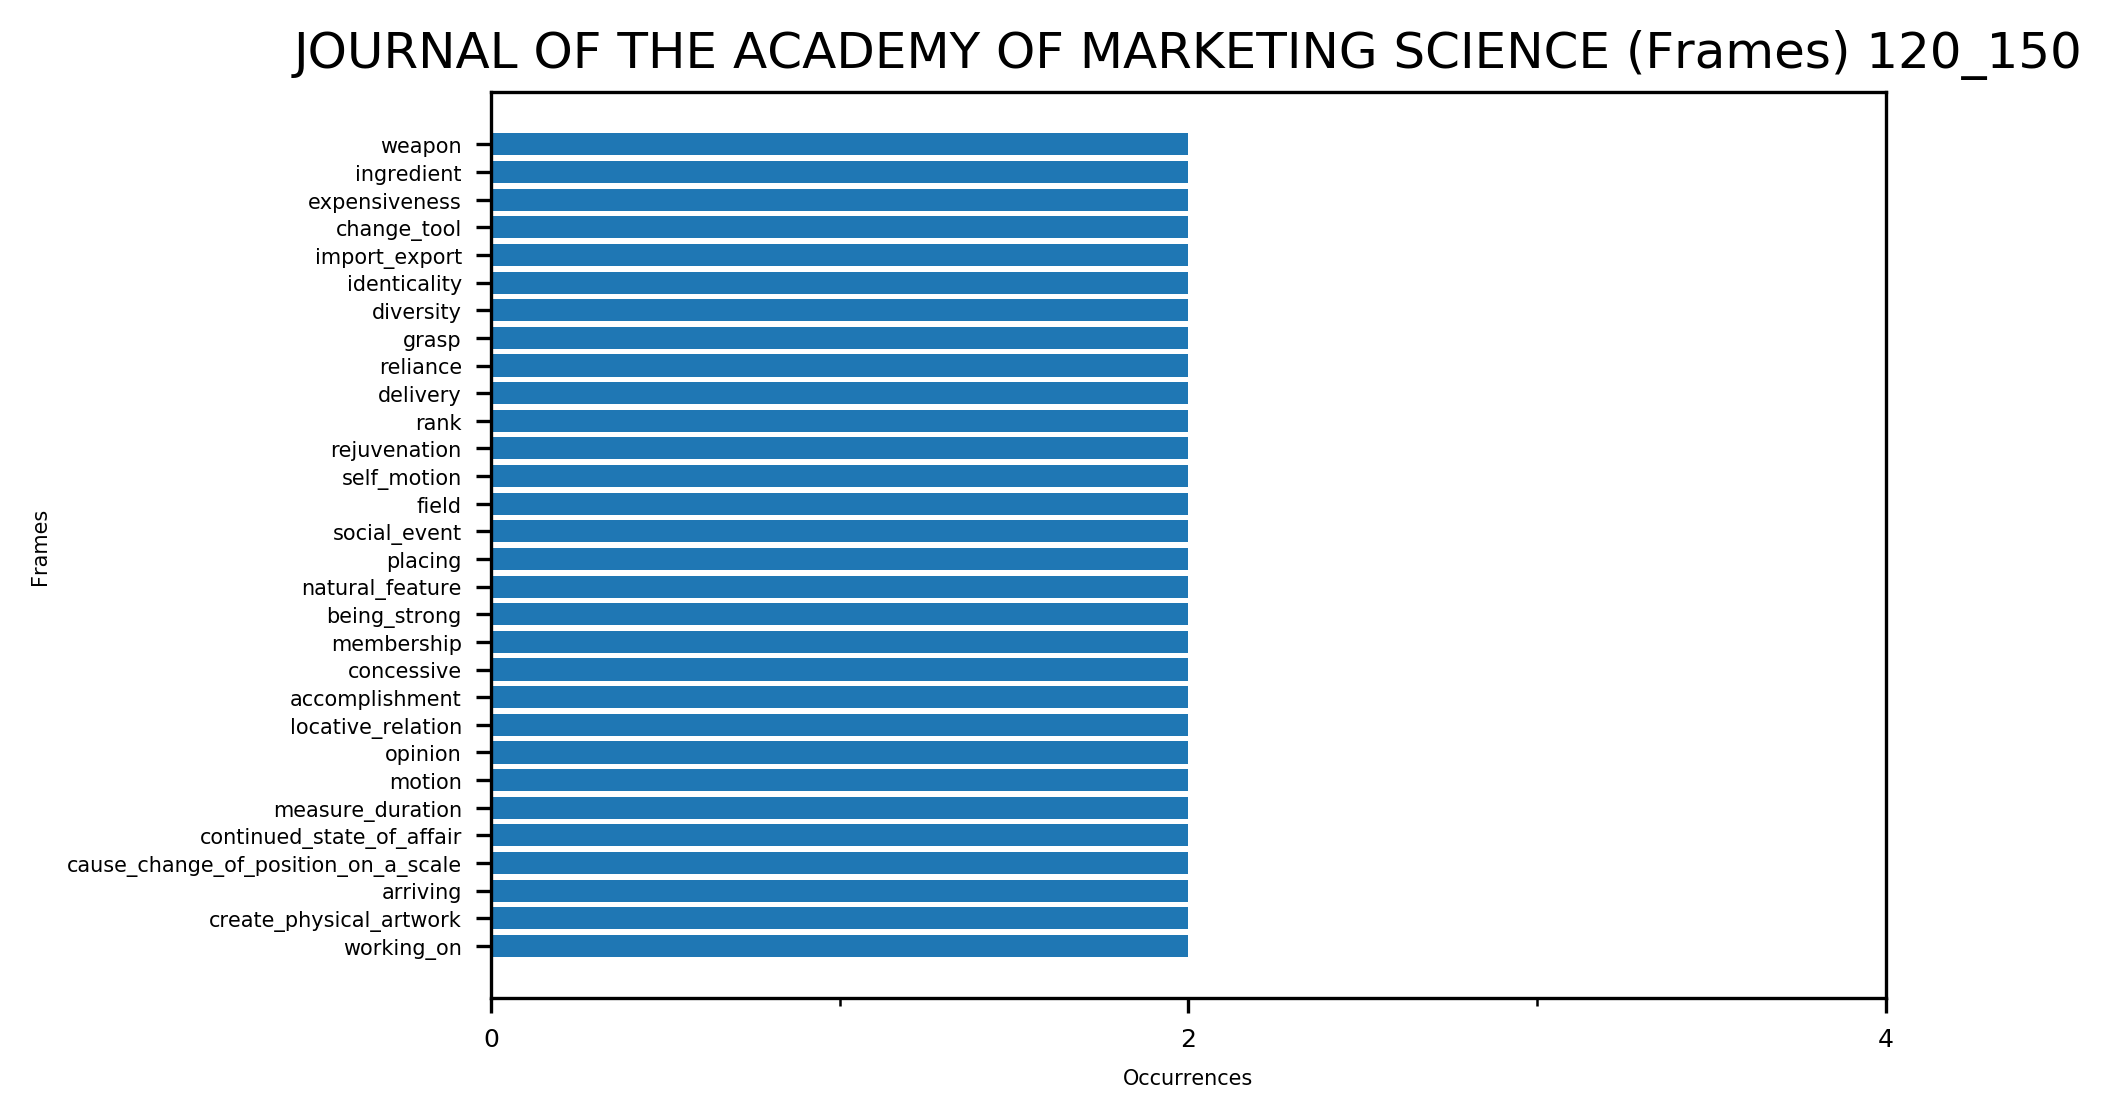 JOURNAL OF THE ACADEMY OF MARKETING SCIENCE (Frames) 120_150
weapon
ingredient
expensiveness
change_tool
import_export
identicality
diversity
grasp
reliance
delivery
rank
rejuvenation
self_motion
field
social_event
placing
natural_feature
being_strong
membership
concessive
accomplishment
locative_relation
opinion
motion
measure_duration
continued_state_of_affair
cause_change_of_position_on_a_scale
arriving
create_physical_artwork
working_on
Frames
0 2 4
Occurrences